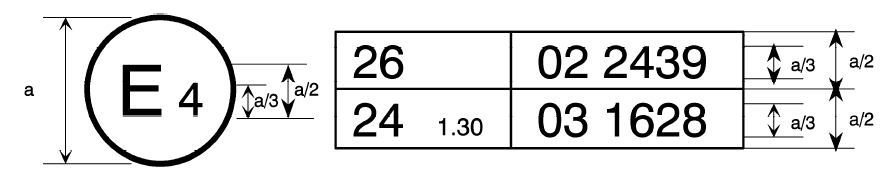 a E 4 a/3 a/2
26 02 2439 a/3 a/2
24 1.30 03 1628 a/3 a/2